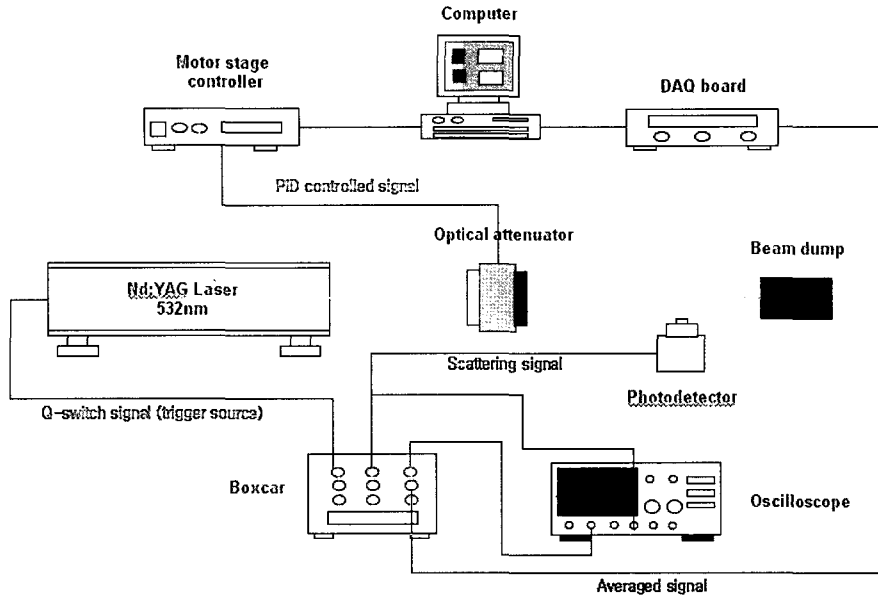 Computer
Motor stage
controller
DAQ board
PID controlled signal
Optical attenuator
Beam dump
Nd:YAG Laser
532nm
Scattering signal
Photodetector
Q-switch signal (trigger source)
Boxcar
Oscilloscope
Averaged signal